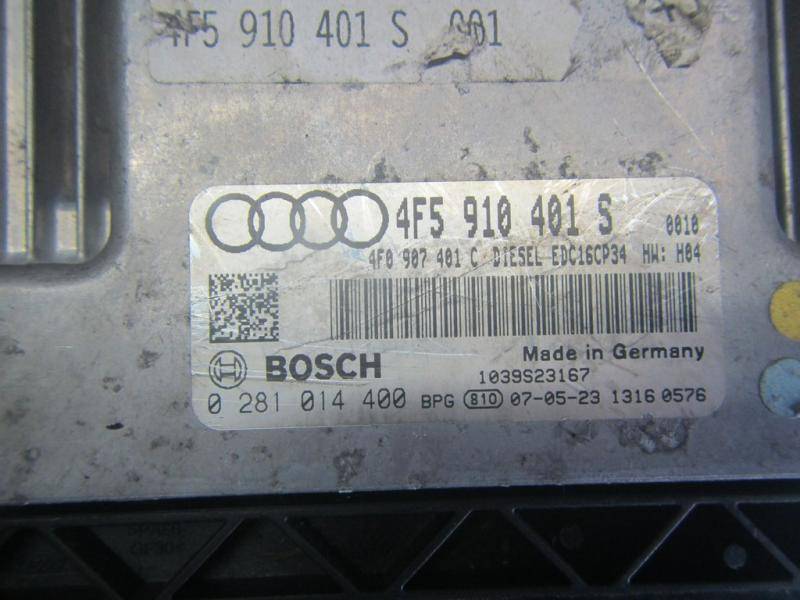 4F5 910 401 S 001
4F5 910 401 S 0010
4F0 907 401 C DIESEL EDC16CP34 HW: H04
Made in Germany
BOSCH
1039S23167
0 281 014 400 BPG 810 07-05-23 1316 0576